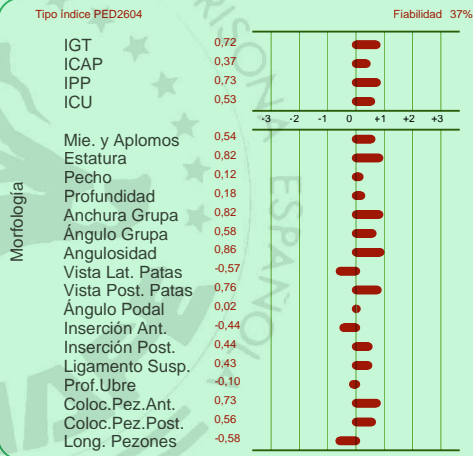 Tipo Índice PED2604 Fiabilidad 37%
IGT 0,72
ICAP 0,37
IPP 0,73
ICU 0,53
-3 -2 -1 0 +1 +2 +3
Morfología
Mie. y Aplomos 0,54
Estatura 0,82
Pecho 0,12
Profundidad 0,18
Anchura Grupa 0,82
Ángulo Grupa 0,58
Angulosidad 0,86
Vista Lat. Patas -0,57
Vista Post. Patas 0,76
Ángulo Podal 0,02
Inserción Ant. -0,44
Inserción Post. 0,44
Ligamento Susp. 0,43
Prof.Ubre -0,10
Coloc.Pez.Ant. 0,73
Coloc.Pez.Post. 0,56
Long. Pezones -0,58